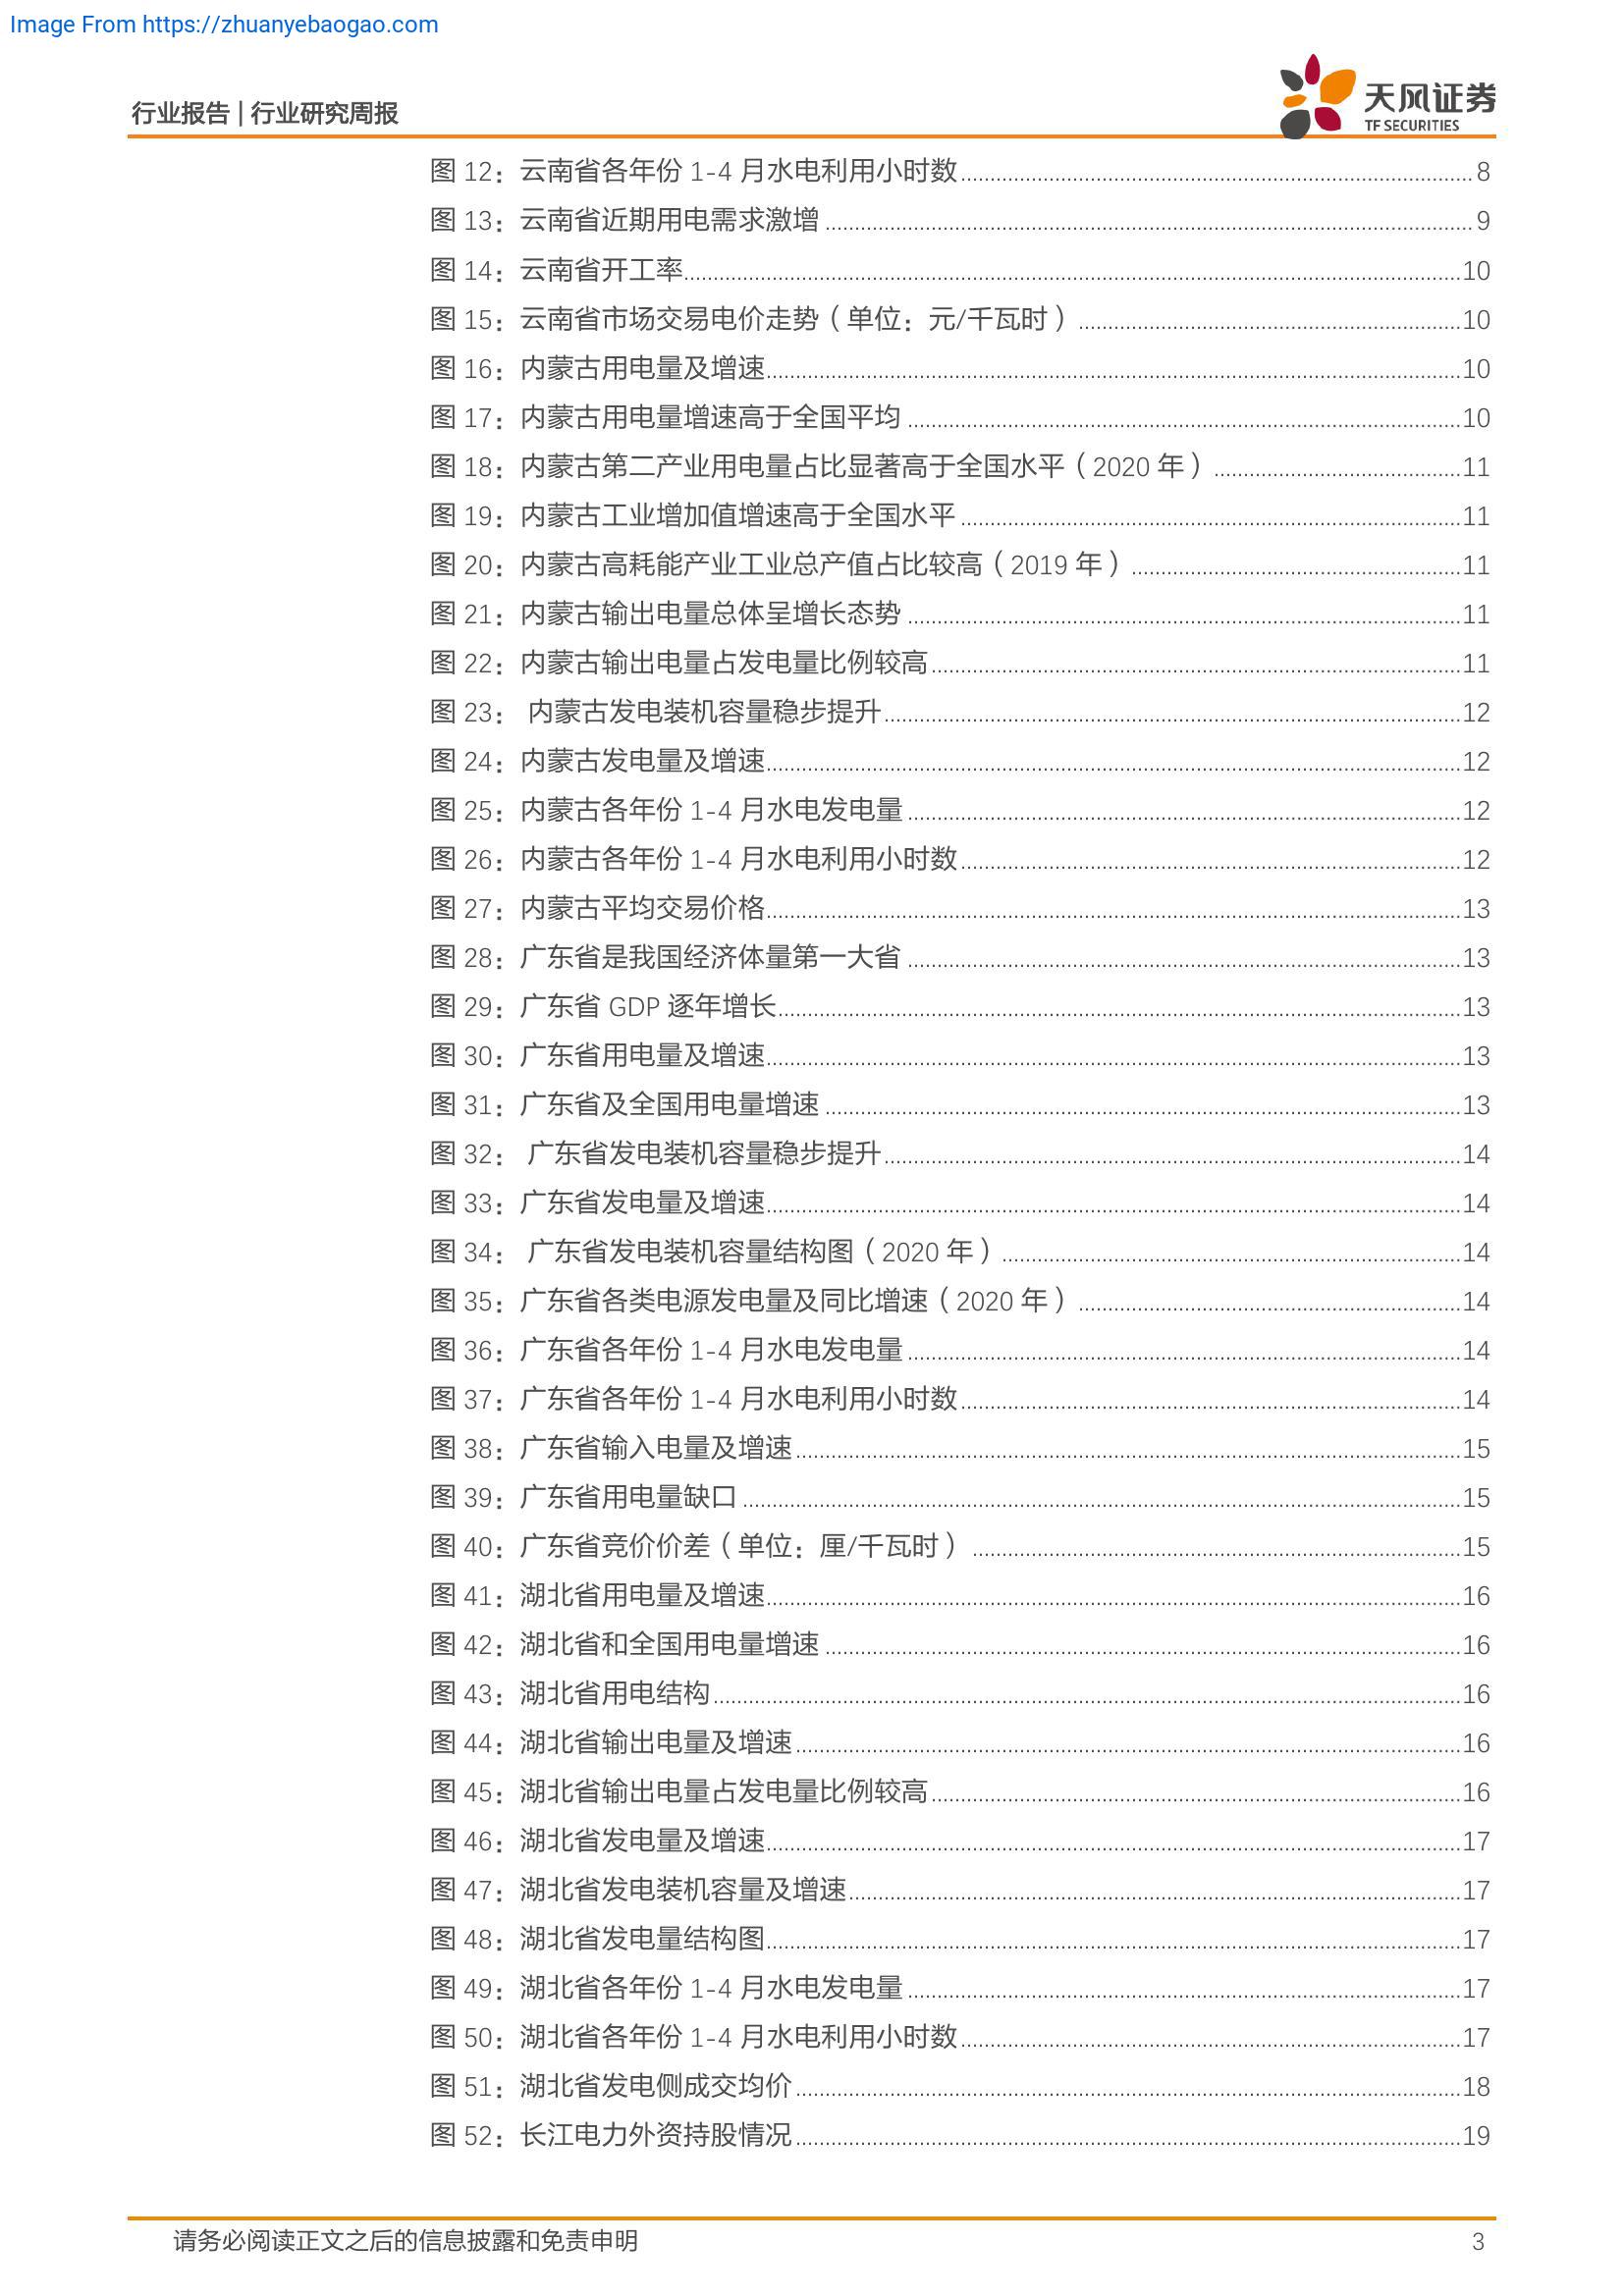 Image From https://zhuanyebaogao.com
行业报告 | 行业研究周报
天风证券
TF SECURITIES
图 12：云南省各年份 1-4 月水电利用小时数 8
图 13：云南省近期用电需求激增 9
图 14：云南省开工率 10
图 15：云南省市场交易电价走势（单位：元/千瓦时） 10
图 16：内蒙古用电量及增速 10
图 17：内蒙古用电量增速高于全国平均 10
图 18：内蒙古第二产业用电量占比显著高于全国水平（2020 年） 11
图 19：内蒙古工业增加值增速高于全国水平 11
图 20：内蒙古高耗能产业工业总产值占比较高（2019 年） 11
图 21：内蒙古输出电量总体呈增长态势 11
图 22：内蒙古输出电量占发电量比例较高 11
图 23： 内蒙古发电装机容量稳步提升 12
图 24：内蒙古发电量及增速 12
图 25：内蒙古各年份 1-4 月水电发电量 12
图 26：内蒙古各年份 1-4 月水电利用小时数 12
图 27：内蒙古平均交易价格 13
图 28：广东省是我国经济体量第一大省 13
图 29：广东省 GDP 逐年增长 13
图 30：广东省用电量及增速 13
图 31：广东省及全国用电量增速 13
图 32： 广东省发电装机容量稳步提升 14
图 33：广东省发电量及增速 14
图 34： 广东省发电装机容量结构图（2020 年） 14
图 35：广东省各类电源发电量及同比增速（2020 年） 14
图 36：广东省各年份 1-4 月水电发电量 14
图 37：广东省各年份 1-4 月水电利用小时数 14
图 38：广东省输入电量及增速 15
图 39：广东省用电量缺口 15
图 40：广东省竞价价差（单位：厘/千瓦时） 15
图 41：湖北省用电量及增速 16
图 42：湖北省和全国用电量增速 16
图 43：湖北省用电结构 16
图 44：湖北省输出电量及增速 16
图 45：湖北省输出电量占发电量比例较高 16
图 46：湖北省发电量及增速 17
图 47：湖北省发电装机容量及增速 17
图 48：湖北省发电量结构图 17
图 49：湖北省各年份 1-4 月水电发电量 17
图 50：湖北省各年份 1-4 月水电利用小时数 17
图 51：湖北省发电侧成交均价 18
图 52：长江电力外资持股情况 19
请务必阅读正文之后的信息披露和免责申明 3